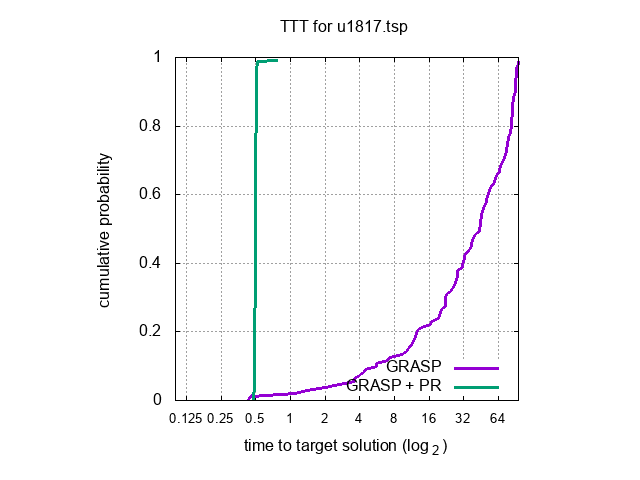 TTT for u1817.tsp
1
0.8
0.6
0.4
0.2
0
cumulative probability
GRASP
GRASP + PR
0.125 0.25 0.5 1 2 4 8 16 32 64
time to target solution (log 2 )